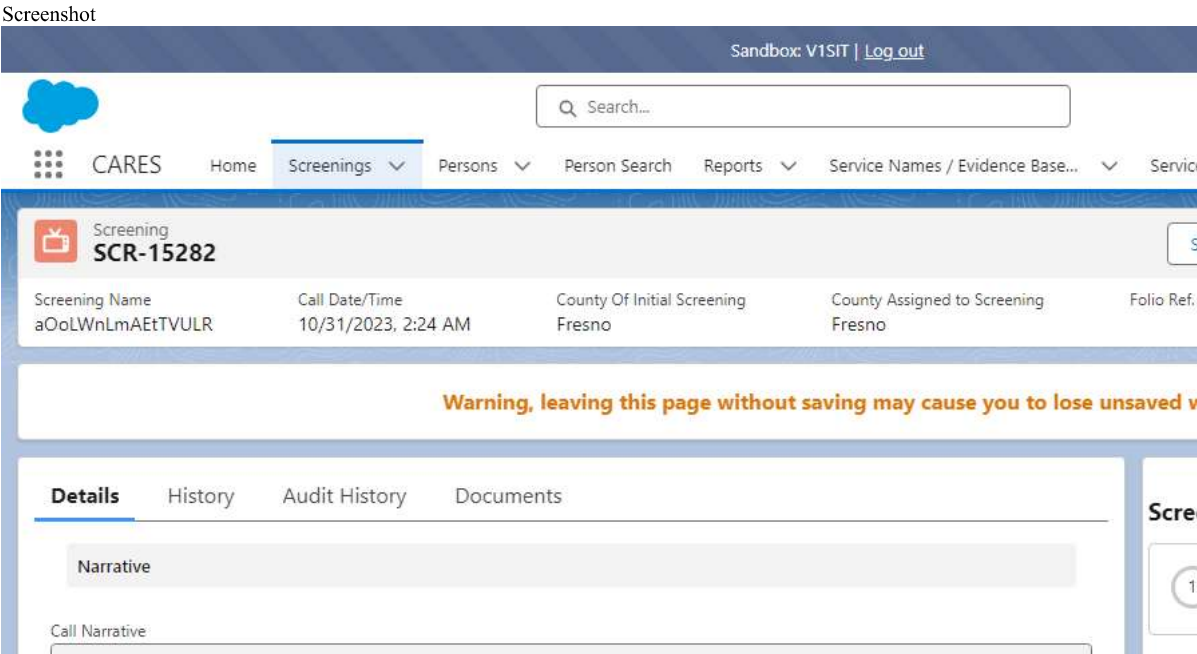 Screenshot
Sandbox: V1SIT | Log out
Search...
CARES Home Screenings Persons Person Search Reports Service Names / Evidence Base... Servic
Screening
SCR-15282
S
Screening Name Call Date/Time County Of Initial Screening County Assigned to Screening Folio Ref.
aOoLWnLmAEtTVULR 10/31/2023, 2:24 AM Fresno Fresno
Warning, leaving this page without saving may cause you to lose unsaved w
Details History Audit History Documents
Scre
Narrative
1
Call Narrative